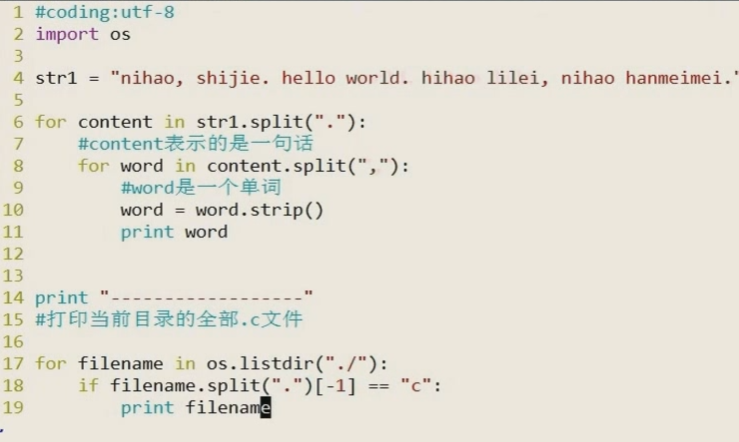 1 #coding:utf-8
2 import os
3
4 str1 = "nihao, shijie. hello world. hihao lilei, nihao hanmeimei."
5
6 for content in str1.split("."):
7     #content表示的是一句话
8     for word in content.split(","):
9         #word是一个单词
10         word = word.strip()
11         print word
12
13
14 print "------------------"
15 #打印当前目录的全部.c文件
16
17 for filename in os.listdir("./"):
18     if filename.split(".")[-1] == "c":
19         print filename